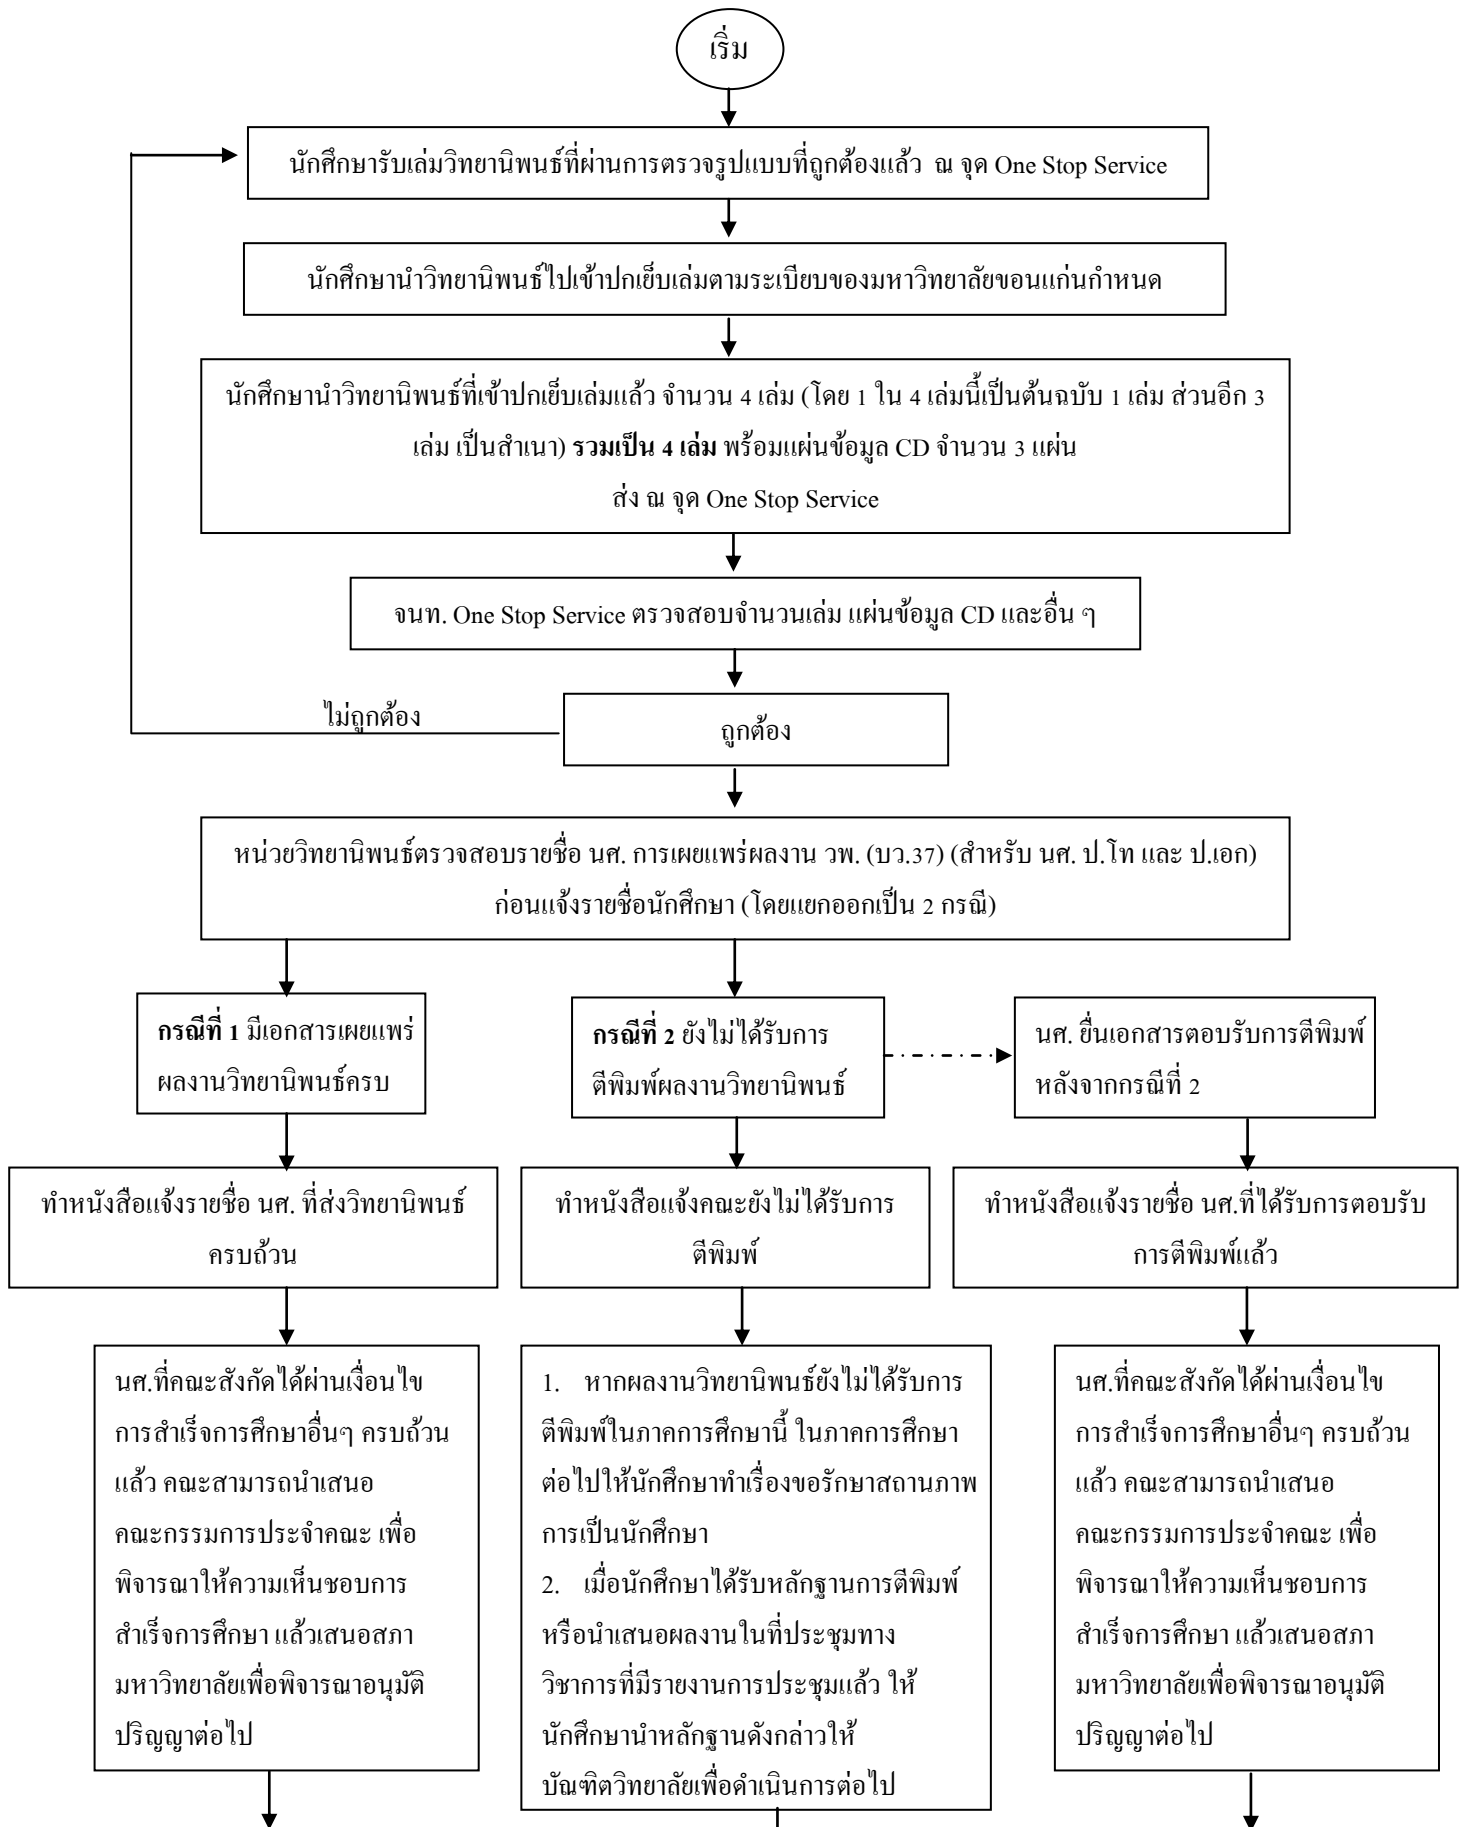 เริ่ม
นักศึกษารับเล่มวิทยานิพนธ์ที่ผ่านการตรวจรูปแบบที่ถูกต้องแล้ว ณ จุด One Stop Service
นักศึกษานำวิทยานิพนธ์ไปเข้าปกเย็บเล่มตามระเบียบของมหาวิทยาลัยขอนแก่นกำหนด
นักศึกษานำวิทยานิพนธ์ที่เข้าปกเย็บเล่มแล้ว จำนวน 4 เล่ม (โดย 1 ใน 4 เล่มนี้เป็นต้นฉบับ 1 เล่ม ส่วนอีก 3
เล่ม เป็นสำเนา) รวมเป็น 4 เล่ม พร้อมแผ่นข้อมูล CD จำนวน 3 แผ่น
ส่ง ณ จุด One Stop Service
จนท. One Stop Service ตรวจสอบจำนวนเล่ม แผ่นข้อมูล CD และอื่น ๆ
ไม่ถูกต้อง
ถูกต้อง
หน่วยวิทยานิพนธ์ตรวจสอบรายชื่อ นศ. การเผยแพร่ผลงาน วพ. (บว.37) (สำหรับ นศ. ป.โท และ ป.เอก)
ก่อนแจ้งรายชื่อนักศึกษา (โดยแยกออกเป็น 2 กรณี)
กรณีที่ 1 มีเอกสารเผยแพร่
ผลงานวิทยานิพนธ์ครบ
กรณีที่ 2 ยังไม่ได้รับการ
ตีพิมพ์ผลงานวิทยานิพนธ์
นศ. ยื่นเอกสารตอบรับการตีพิมพ์
หลังจากกรณีที่ 2
ทำหนังสือแจ้งรายชื่อ นศ. ที่ส่งวิทยานิพนธ์
ครบถ้วน
ทำหนังสือแจ้งคณะยังไม่ได้รับการ
ตีพิมพ์
ทำหนังสือแจ้งรายชื่อ นศ.ที่ได้รับการตอบรับ
การตีพิมพ์แล้ว
นศ.ที่คณะสังกัดได้ผ่านเงื่อนไข
การสำเร็จการศึกษาอื่นๆ ครบถ้วน
แล้ว คณะสามารถนำเสนอ
คณะกรรมการประจำคณะ เพื่อ
พิจารณาให้ความเห็นชอบการ
สำเร็จการศึกษา แล้วเสนอสภา
มหาวิทยาลัยเพื่อพิจารณาอนุมัติ
ปริญญาต่อไป
1. หากผลงานวิทยานิพนธ์ยังไม่ได้รับการ
ตีพิมพ์ในภาคการศึกษานี้ ในภาคการศึกษา
ต่อไปให้นักศึกษาทำเรื่องขอรักษาสถานภาพ
การเป็นนักศึกษา
2. เมื่อนักศึกษาได้รับหลักฐานการตีพิมพ์
หรือนำเสนอผลงานในที่ประชุมทาง
วิชาการที่มีรายงานการประชุมแล้ว ให้
นักศึกษานำหลักฐานดังกล่าวให้
บัณฑิตวิทยาลัยเพื่อดำเนินการต่อไป
นศ.ที่คณะสังกัดได้ผ่านเงื่อนไข
การสำเร็จการศึกษาอื่นๆ ครบถ้วน
แล้ว คณะสามารถนำเสนอ
คณะกรรมการประจำคณะ เพื่อ
พิจารณาให้ความเห็นชอบการ
สำเร็จการศึกษา แล้วเสนอสภา
มหาวิทยาลัยเพื่อพิจารณาอนุมัติ
ปริญญาต่อไป